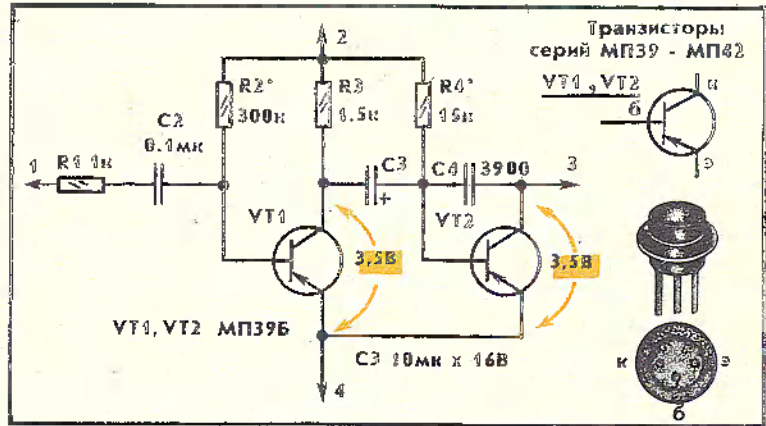 Транзисторы
серий МП39 - МП42
2
R2*
300к
R3
1.5к
R4*
15к
VT1, VT2
к
б
э
C2
0.1мк
1
R1 1к
C3
+
C4
3900
3
VT1
VT2
3,5В
3,5В
VT1, VT2 МП39Б
4
C3 10мк х 16В
к
э
б